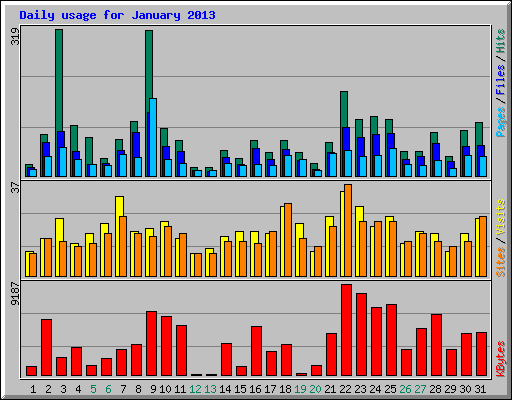 Daily usage for January 2013
319
Pages / Files / Hits
37
Sites / Visits
9187
KBytes
1 2 3 4 5 6 7 8 9 10 11 12 13 14 15 16 17 18 19 20 21 22 23 24 25 26 27 28 29 30 31